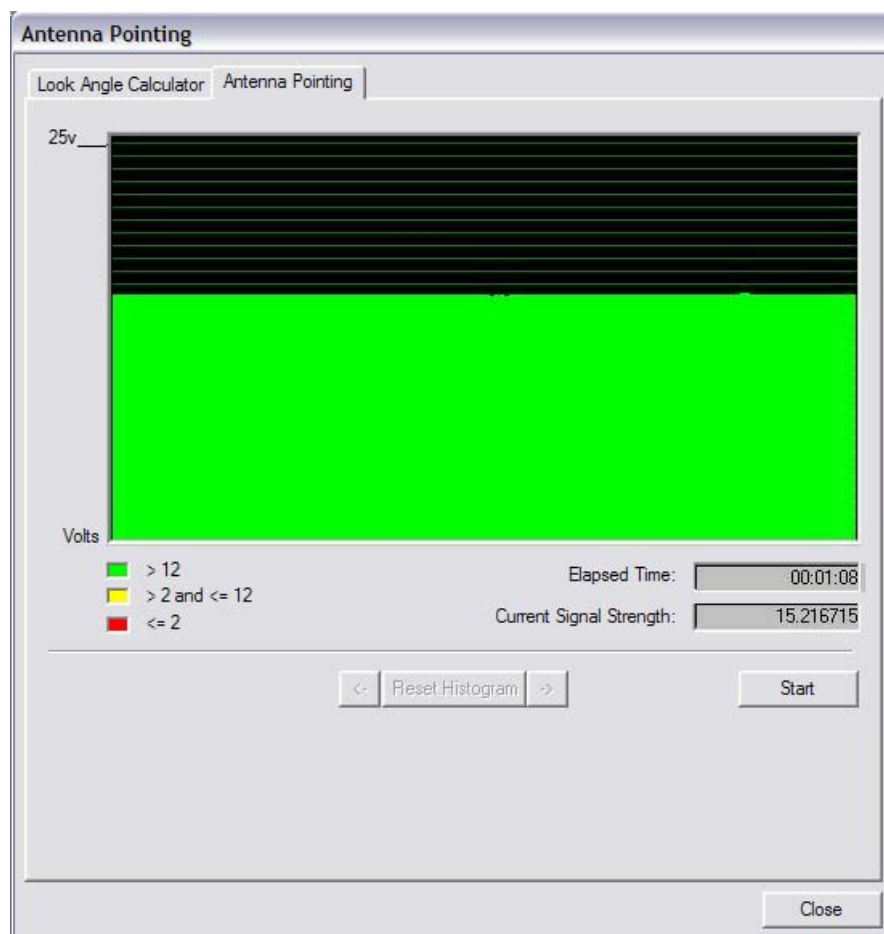 Antenna Pointing
Look Angle Calculator Antenna Pointing
25v
Volts
> 12
> 2 and <= 12
<= 2
Elapsed Time: 00:01:08
Current Signal Strength: 15.216715
<- Reset Histogram -> Start
Close